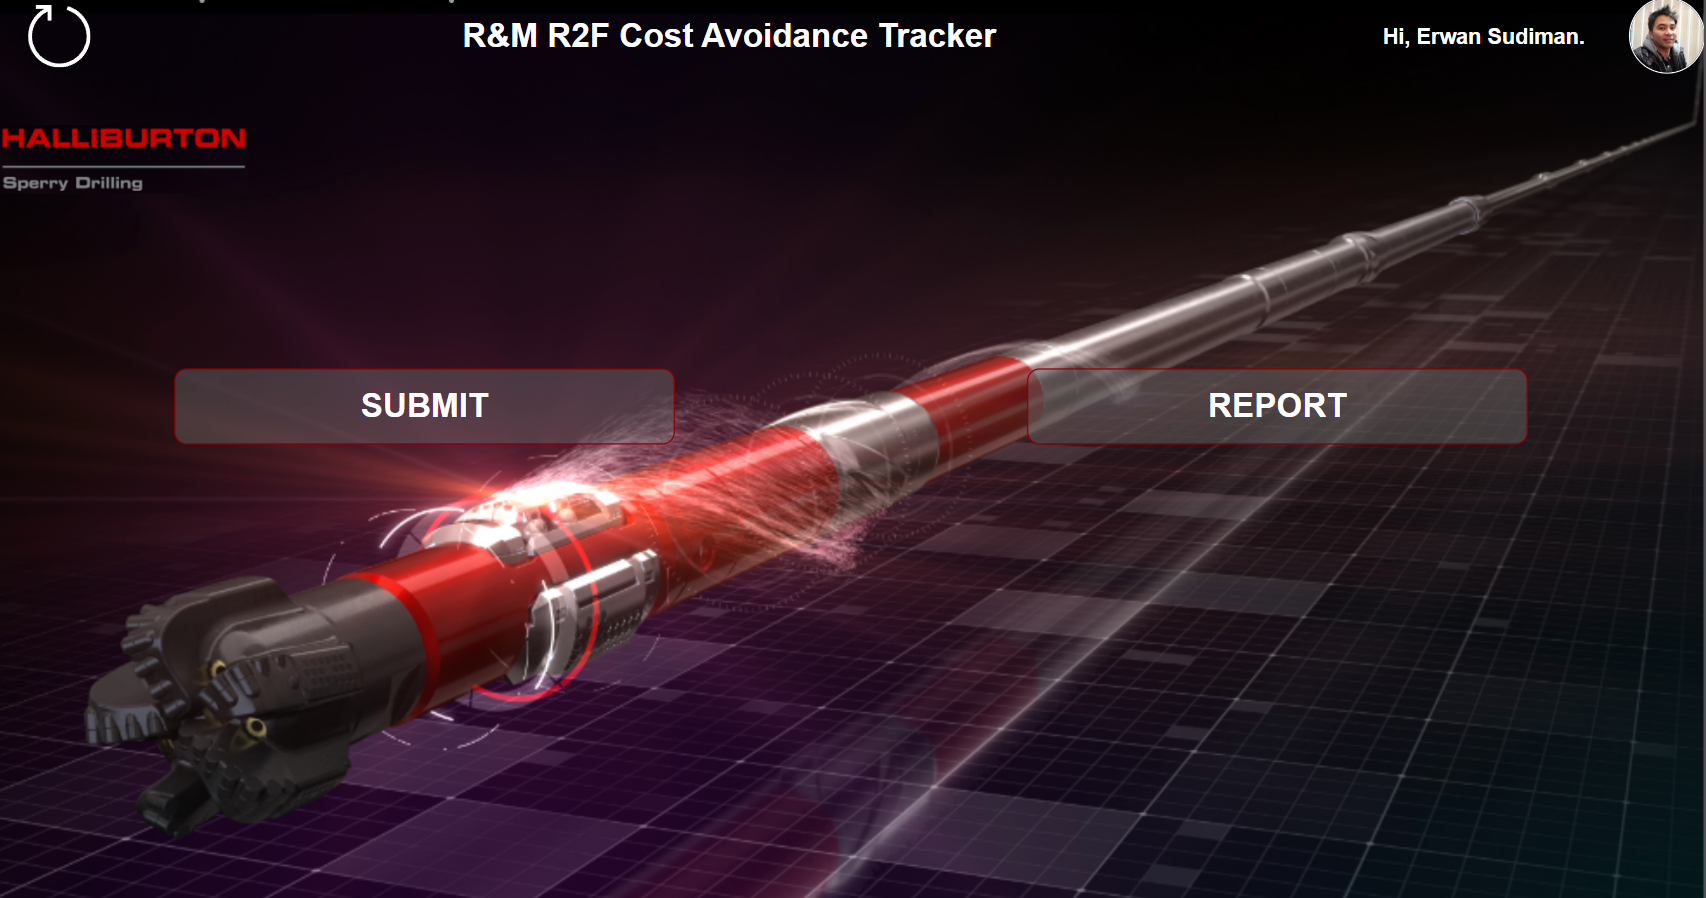 R&M R2F Cost Avoidance Tracker
Hi, Erwan Sudiman.
HALLIBURTON
Sperry Drilling
SUBMIT
REPORT